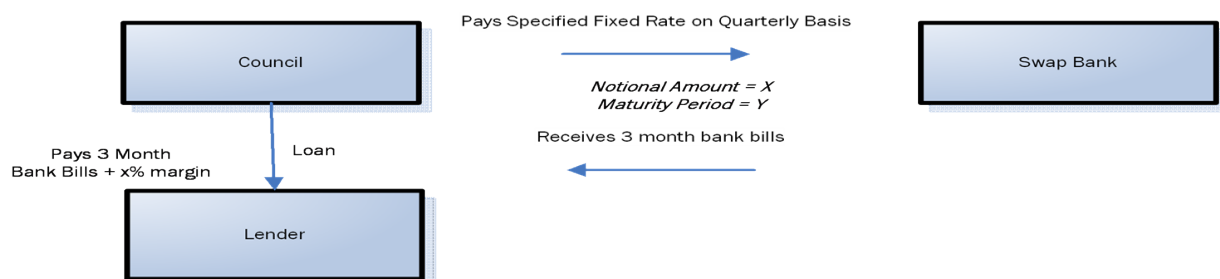 Pays Specified Fixed Rate on Quarterly Basis
Council
Swap Bank
Notional Amount = X
Maturity Period = Y
Receives 3 month bank bills
Pays 3 Month
Bank Bills + x% margin
Loan
Lender